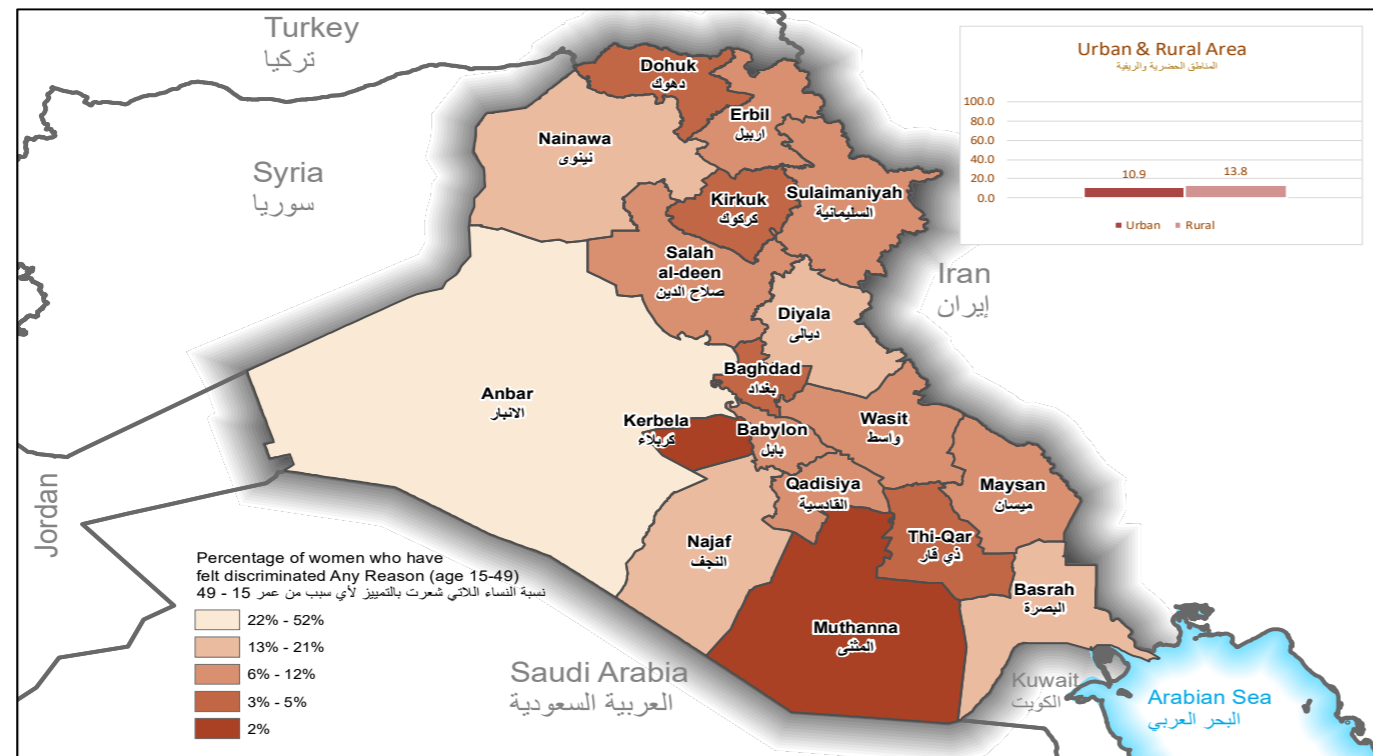 Turkey
تركيا
Syria
سوريا
Jordan
Iran
إيران
Saudi Arabia
العربية السعودية
Kuwait
الكويت
Arabian Sea
البحر العربي
Dohuk
دهوك
Erbil
اربيل
Nainawa
نينوى
Kirkuk
كركوك
Sulaimaniyah
السليمانية
Salah
al-deen
صلاح الدين
Diyala
ديالى
Baghdad
بغداد
Anbar
الانبار
Kerbela
كربلاء
Babylon
بابل
Wasit
واسط
Qadisiya
القادسية
Maysan
ميسان
Najaf
النجف
Thi-Qar
ذي قار
Basrah
البصرة
Muthanna
المثنى
Urban & Rural Area
المناطق الحضرية والريفية
100.0
80.0
60.0
40.0
20.0
0.0
10.9
13.8
Urban
Rural
Percentage of women who have
felt discriminated Any Reason (age 15-49)
نسبة النساء اللاتي شعرت بالتمييز لأي سبب من عمر 15 - 49
22% - 52%
13% - 21%
6% - 12%
3% - 5%
2%